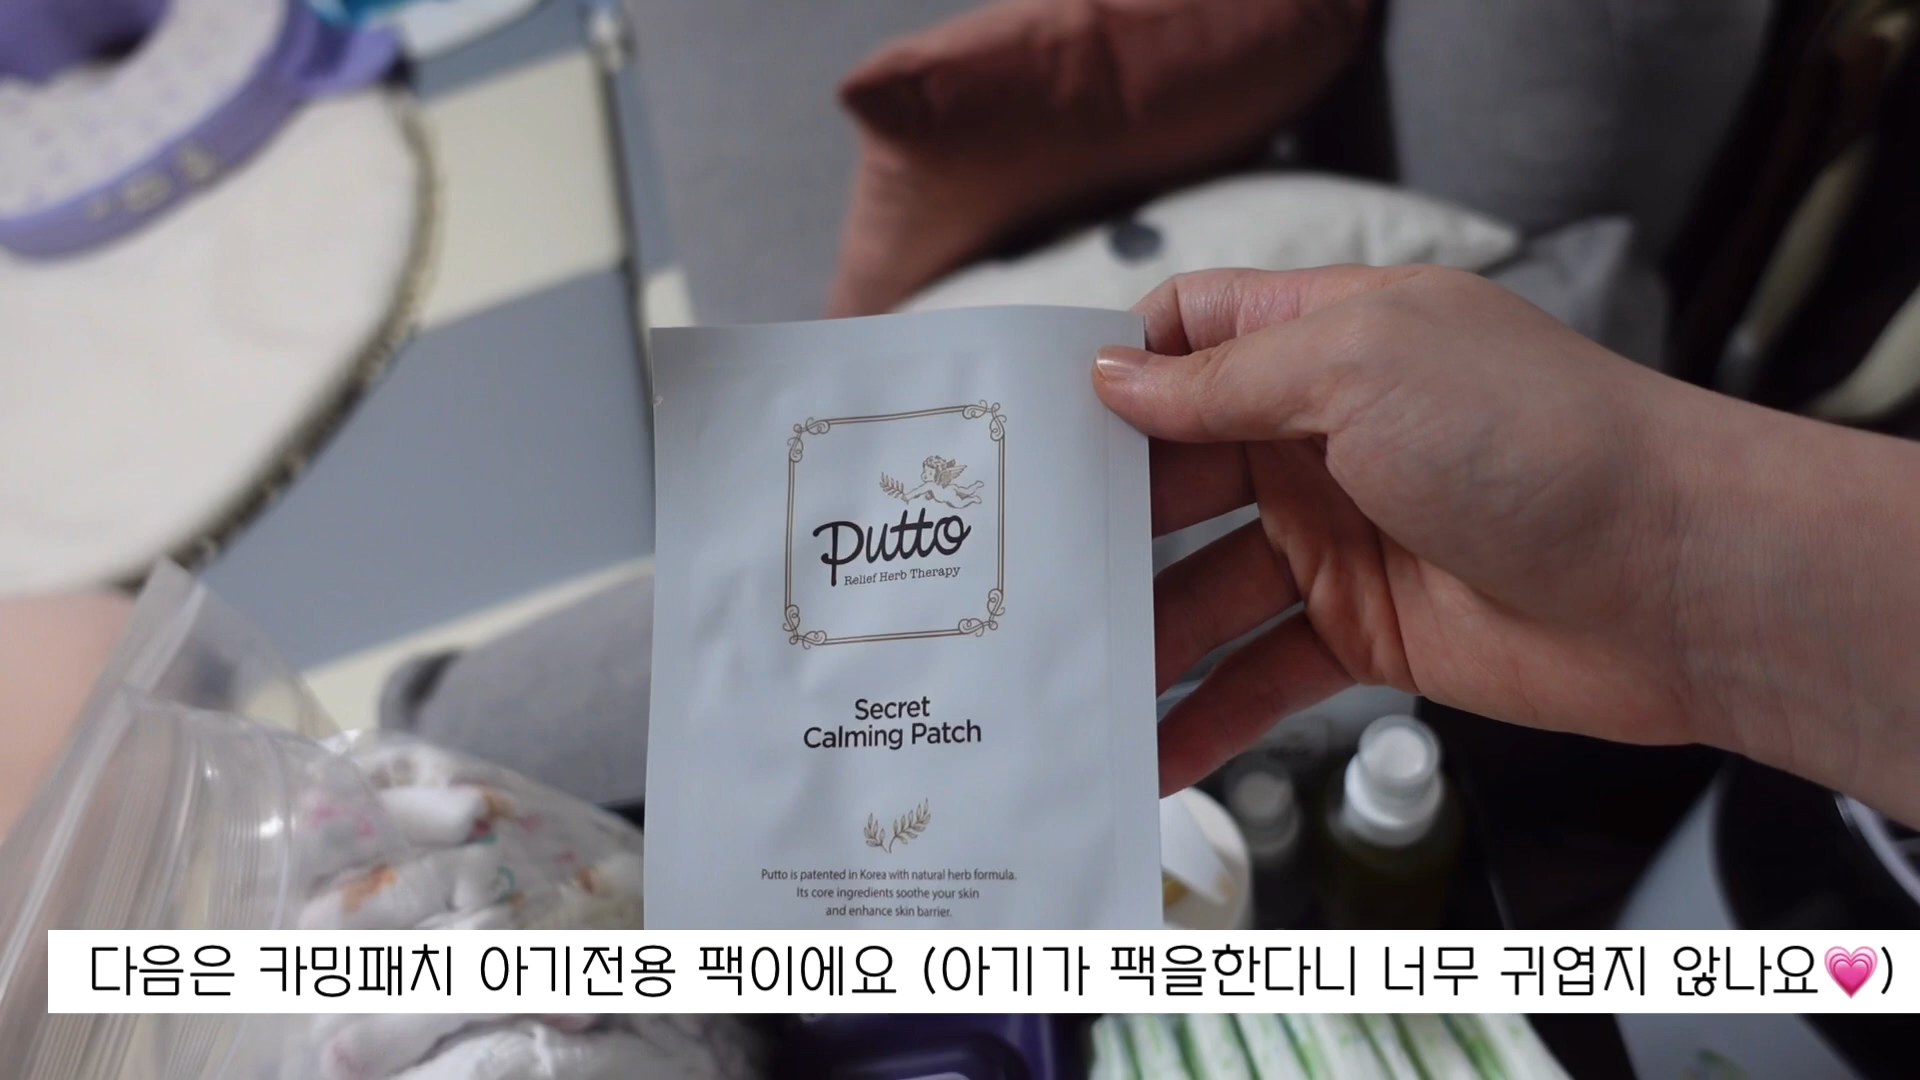 Putto
Relief Herb Therapy
Secret
Calming Patch
Putto is patented in Korea with natural herb formula.
Its core ingredients soothe your skin
and enhance skin barrier.
다음은 카밍패치 아기전용 팩이에요 (아기가 팩을한다니 너무 귀엽지 않나요💗)